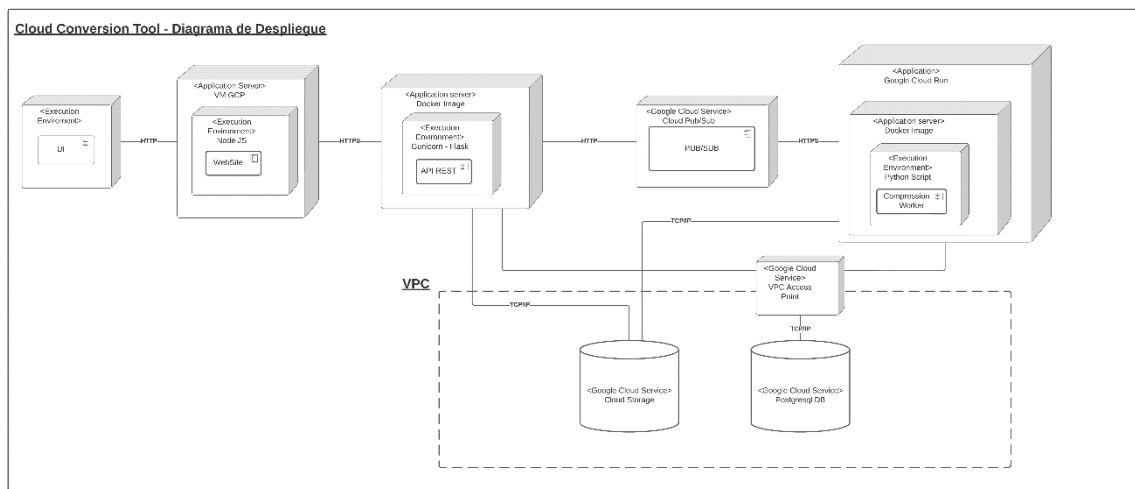 Cloud Conversion Tool - Diagrama de Despliegue
<Execution
Enviroment>
UI
HTTP
<Application Server>
VM GCP
<Execution
Environment>
Node JS
WebSite
HTTPS
<Application server>
Docker Image
<Execution
Environment>
Gunicorn - Flask
API REST
HTTP
<Google Cloud Service>
Cloud Pub/Sub
PUB/SUB
HTTPS
<Application>
Google Cloud Run
<Application server>
Docker Image
<Execution
Environment>
Python Script
Compression
Worker
TCP/IP
VPC
<Google Cloud
Service>
VPC Access
Point
TCP/IP
TCP/IP
<Google Cloud Service>
Cloud Storage
<Google Cloud Service>
Postgresql DB